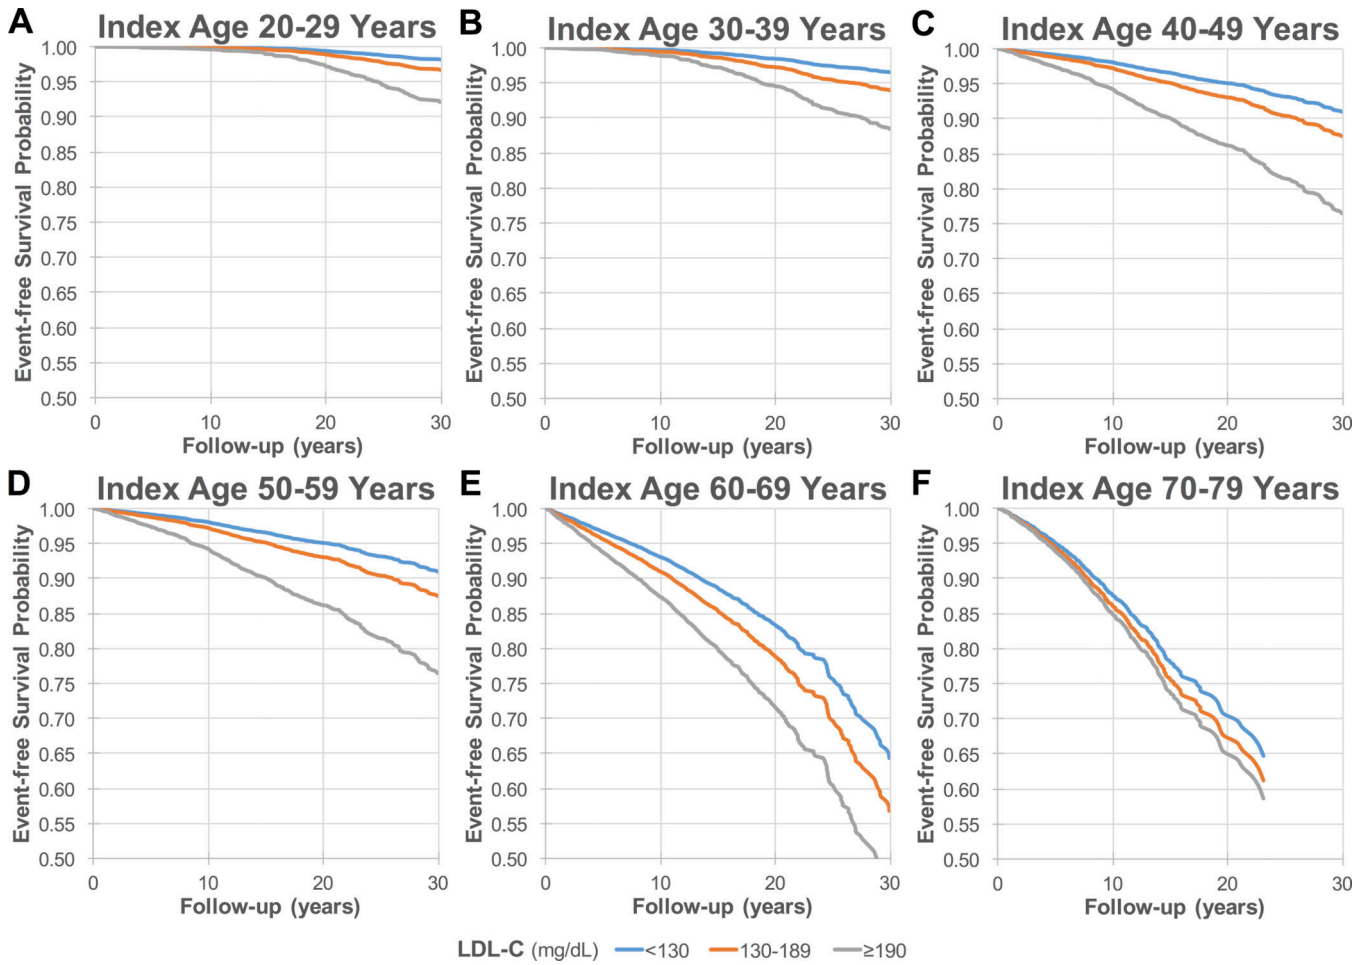 A Index Age 20-29 Years
Event-free Survival Probability
1.00
0.95
0.90
0.85
0.80
0.75
0.70
0.65
0.60
0.55
0.50
0 10 20 30
Follow-up (years)
B Index Age 30-39 Years
Event-free Survival Probability
1.00
0.95
0.90
0.85
0.80
0.75
0.70
0.65
0.60
0.55
0.50
0 10 20 30
Follow-up (years)
C Index Age 40-49 Years
Event-free Survival Probability
1.00
0.95
0.90
0.85
0.80
0.75
0.70
0.65
0.60
0.55
0.50
0 10 20 30
Follow-up (years)
D Index Age 50-59 Years
Event-free Survival Probability
1.00
0.95
0.90
0.85
0.80
0.75
0.70
0.65
0.60
0.55
0.50
0 10 20 30
Follow-up (years)
E Index Age 60-69 Years
Event-free Survival Probability
1.00
0.95
0.90
0.85
0.80
0.75
0.70
0.65
0.60
0.55
0.50
0 10 20 30
Follow-up (years)
F Index Age 70-79 Years
Event-free Survival Probability
1.00
0.95
0.90
0.85
0.80
0.75
0.70
0.65
0.60
0.55
0.50
0 10 20 30
Follow-up (years)
LDL-C (mg/dL) <130 130-189 ≥190